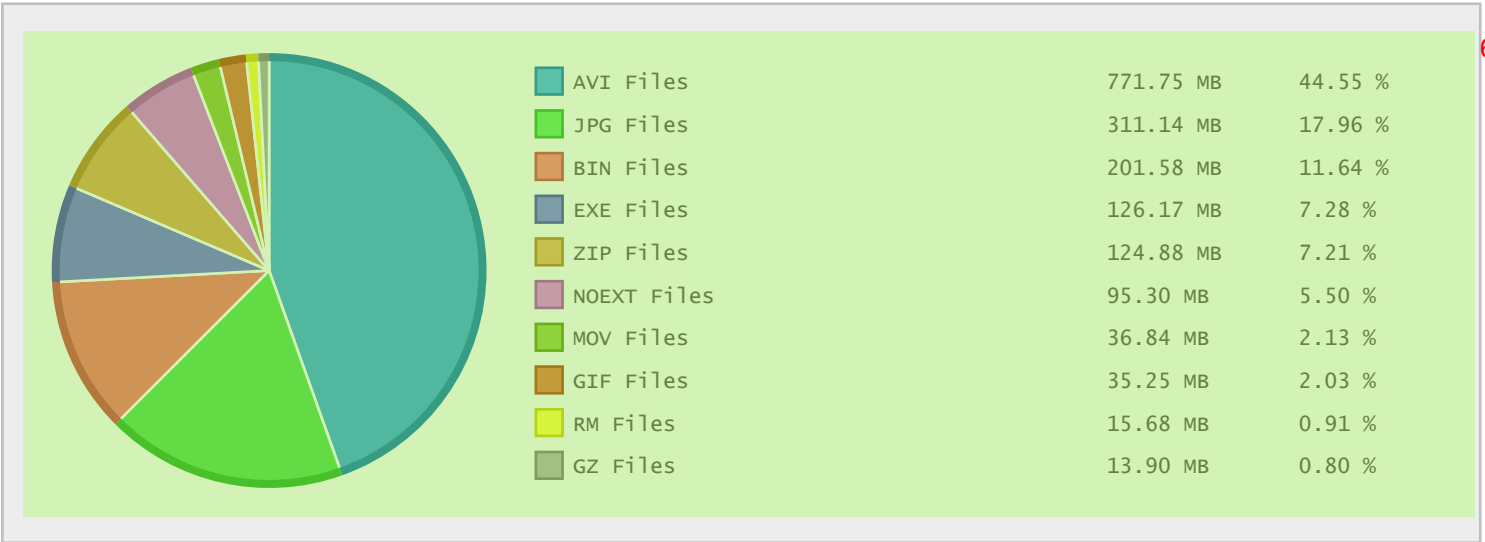 AVI Files 771.75 MB 44.55 %
JPG Files 311.14 MB 17.96 %
BIN Files 201.58 MB 11.64 %
EXE Files 126.17 MB 7.28 %
ZIP Files 124.88 MB 7.21 %
NOEXT Files 95.30 MB 5.50 %
MOV Files 36.84 MB 2.13 %
GIF Files 35.25 MB 2.03 %
RM Files 15.68 MB 0.91 %
GZ Files 13.90 MB 0.80 %